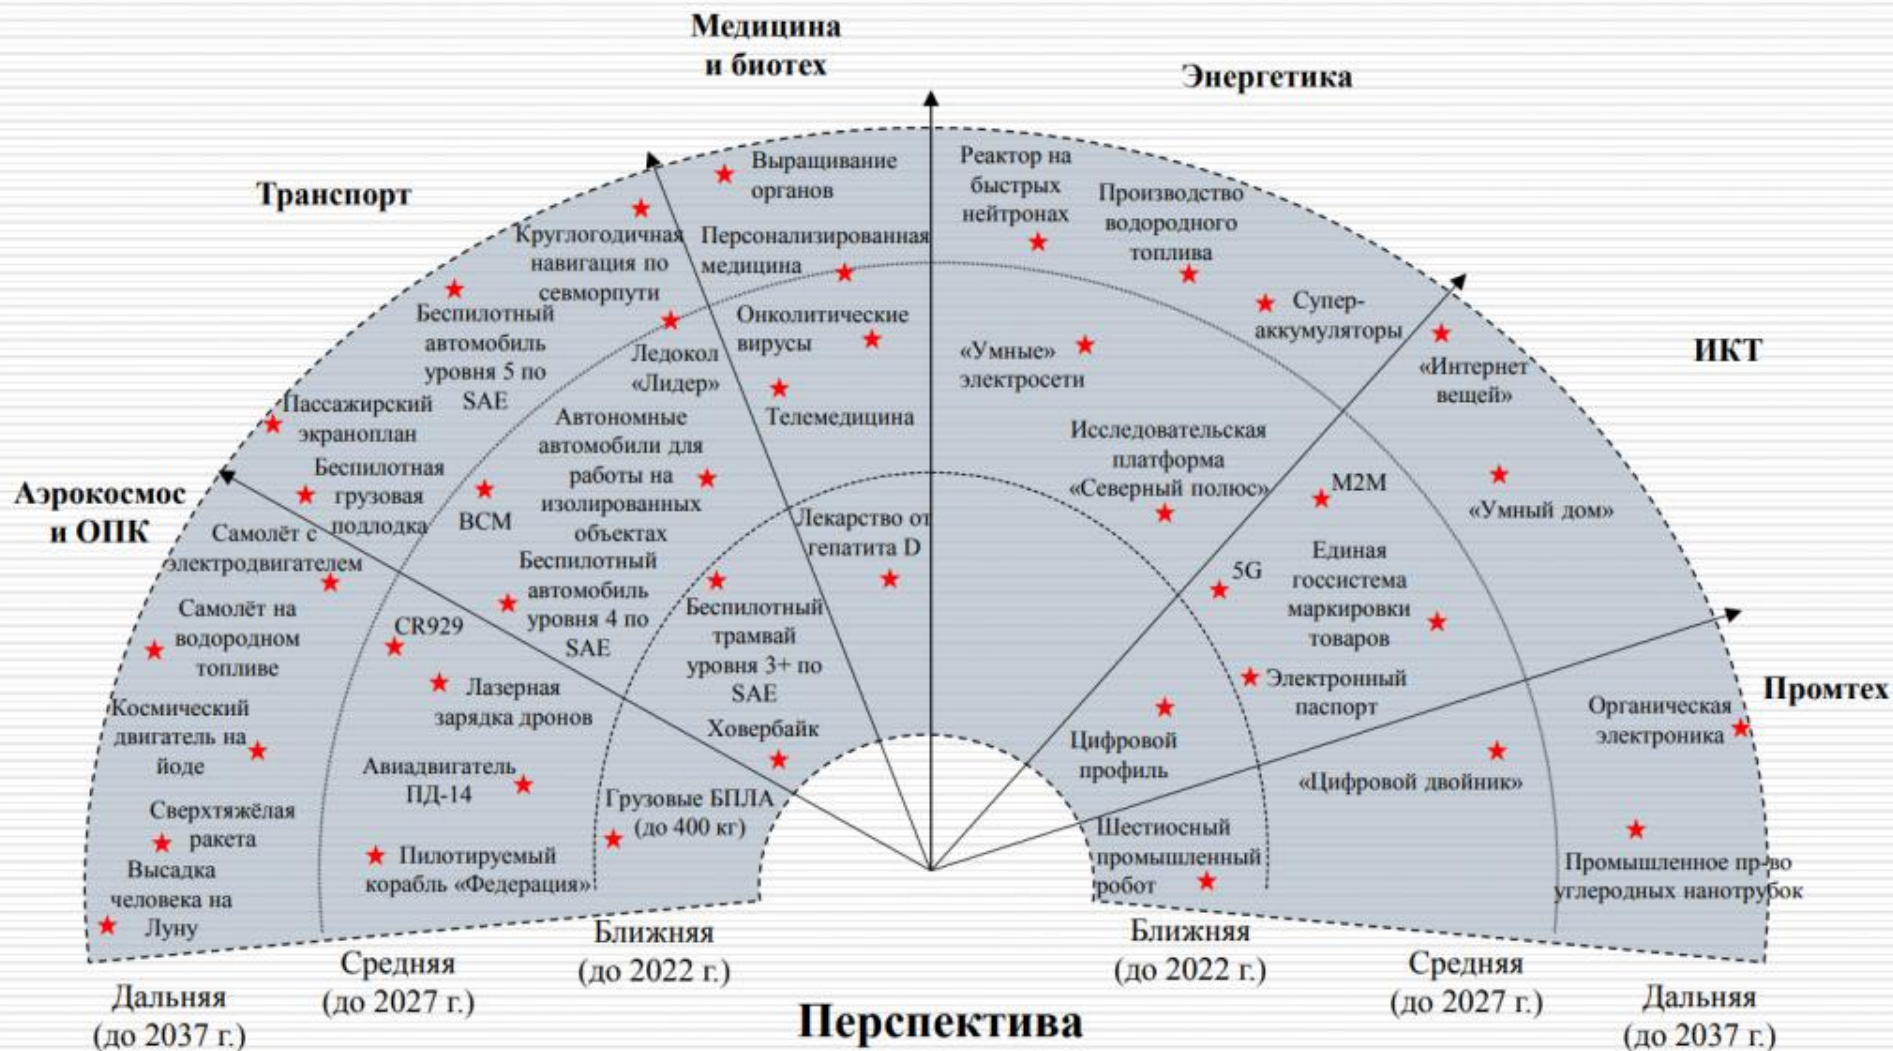 Медицина
и биотех
Энергетика
Транспорт
ИКТ
Аэрокосмос
и ОПК
Промтех
Выращивание
органов
Персонализированная
медицина
Онколитические
вирусы
Телемедицина
Лекарство от
гепатита D
Реактор на
быстрых
нейтронах
Производство
водородного
топлива
Супер-
аккумуляторы
«Умные»
электросети
Исследовательская
платформа
«Северный полюс»
Круглогодичная
навигация по
севморпути
Беспилотный
автомобиль
уровня 5 по
SAE
Ледокол
«Лидер»
Пассажирский
экраноплан
Беспилотная
грузовая
подлодка
Автономные
автомобили для
работы на
изолированных
объектах
ВСМ
Беспилотный
автомобиль
уровня 4 по
SAE
Беспилотный
трамвай
уровня 3+ по
SAE
Ховербайк
Самолёт с
электродвигателем
Самолёт на
водородном
топливе
CR929
Лазерная
зарядка дронов
Космический
двигатель на
йоде
Авиадвигатель
ПД-14
Грузовые БПЛА
(до 400 кг)
Сверхтяжёлая
ракета
Пилотируемый
корабль «Федерация»
Высадка
человека на
Луну
«Интернет
вещей»
«Умный дом»
M2M
5G
Единая
госсистема
маркировки
товаров
Электронный
паспорт
Цифровой
профиль
Органическая
электроника
«Цифровой двойник»
Шестиосный
промышленный
робот
Промышленное пр-во
углеродных нанотрубок
Ближняя
(до 2022 г.)
Средняя
(до 2027 г.)
Дальняя
(до 2037 г.)
Ближняя
(до 2022 г.)
Средняя
(до 2027 г.)
Дальняя
(до 2037 г.)
Перспектива